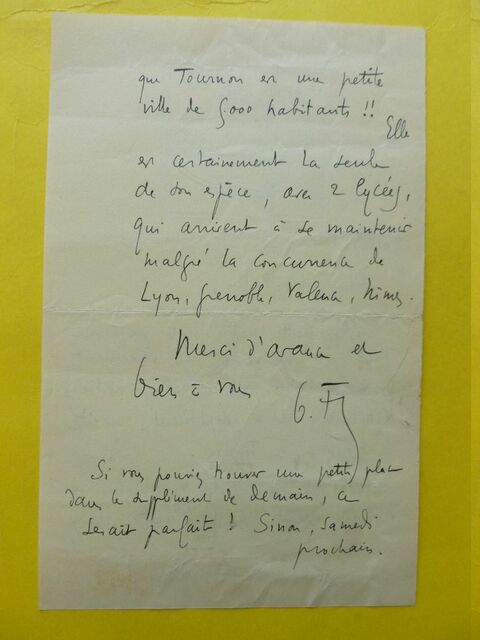 que Tournon est une petite
ville de 5000 habitants !!
Elle
est certainement la seule
de son espèce, avec 2 lycées,
qui arrivent à se maintenir
malgré la concurrence de
Lyon, Grenoble, Valence, Nîmes.
Merci d'avance et
bien à vous
G. F
Si vous pouviez trouver une petite place
dans le supplément de demain, ce
serait parfait ! Sinon, samedi
prochain.